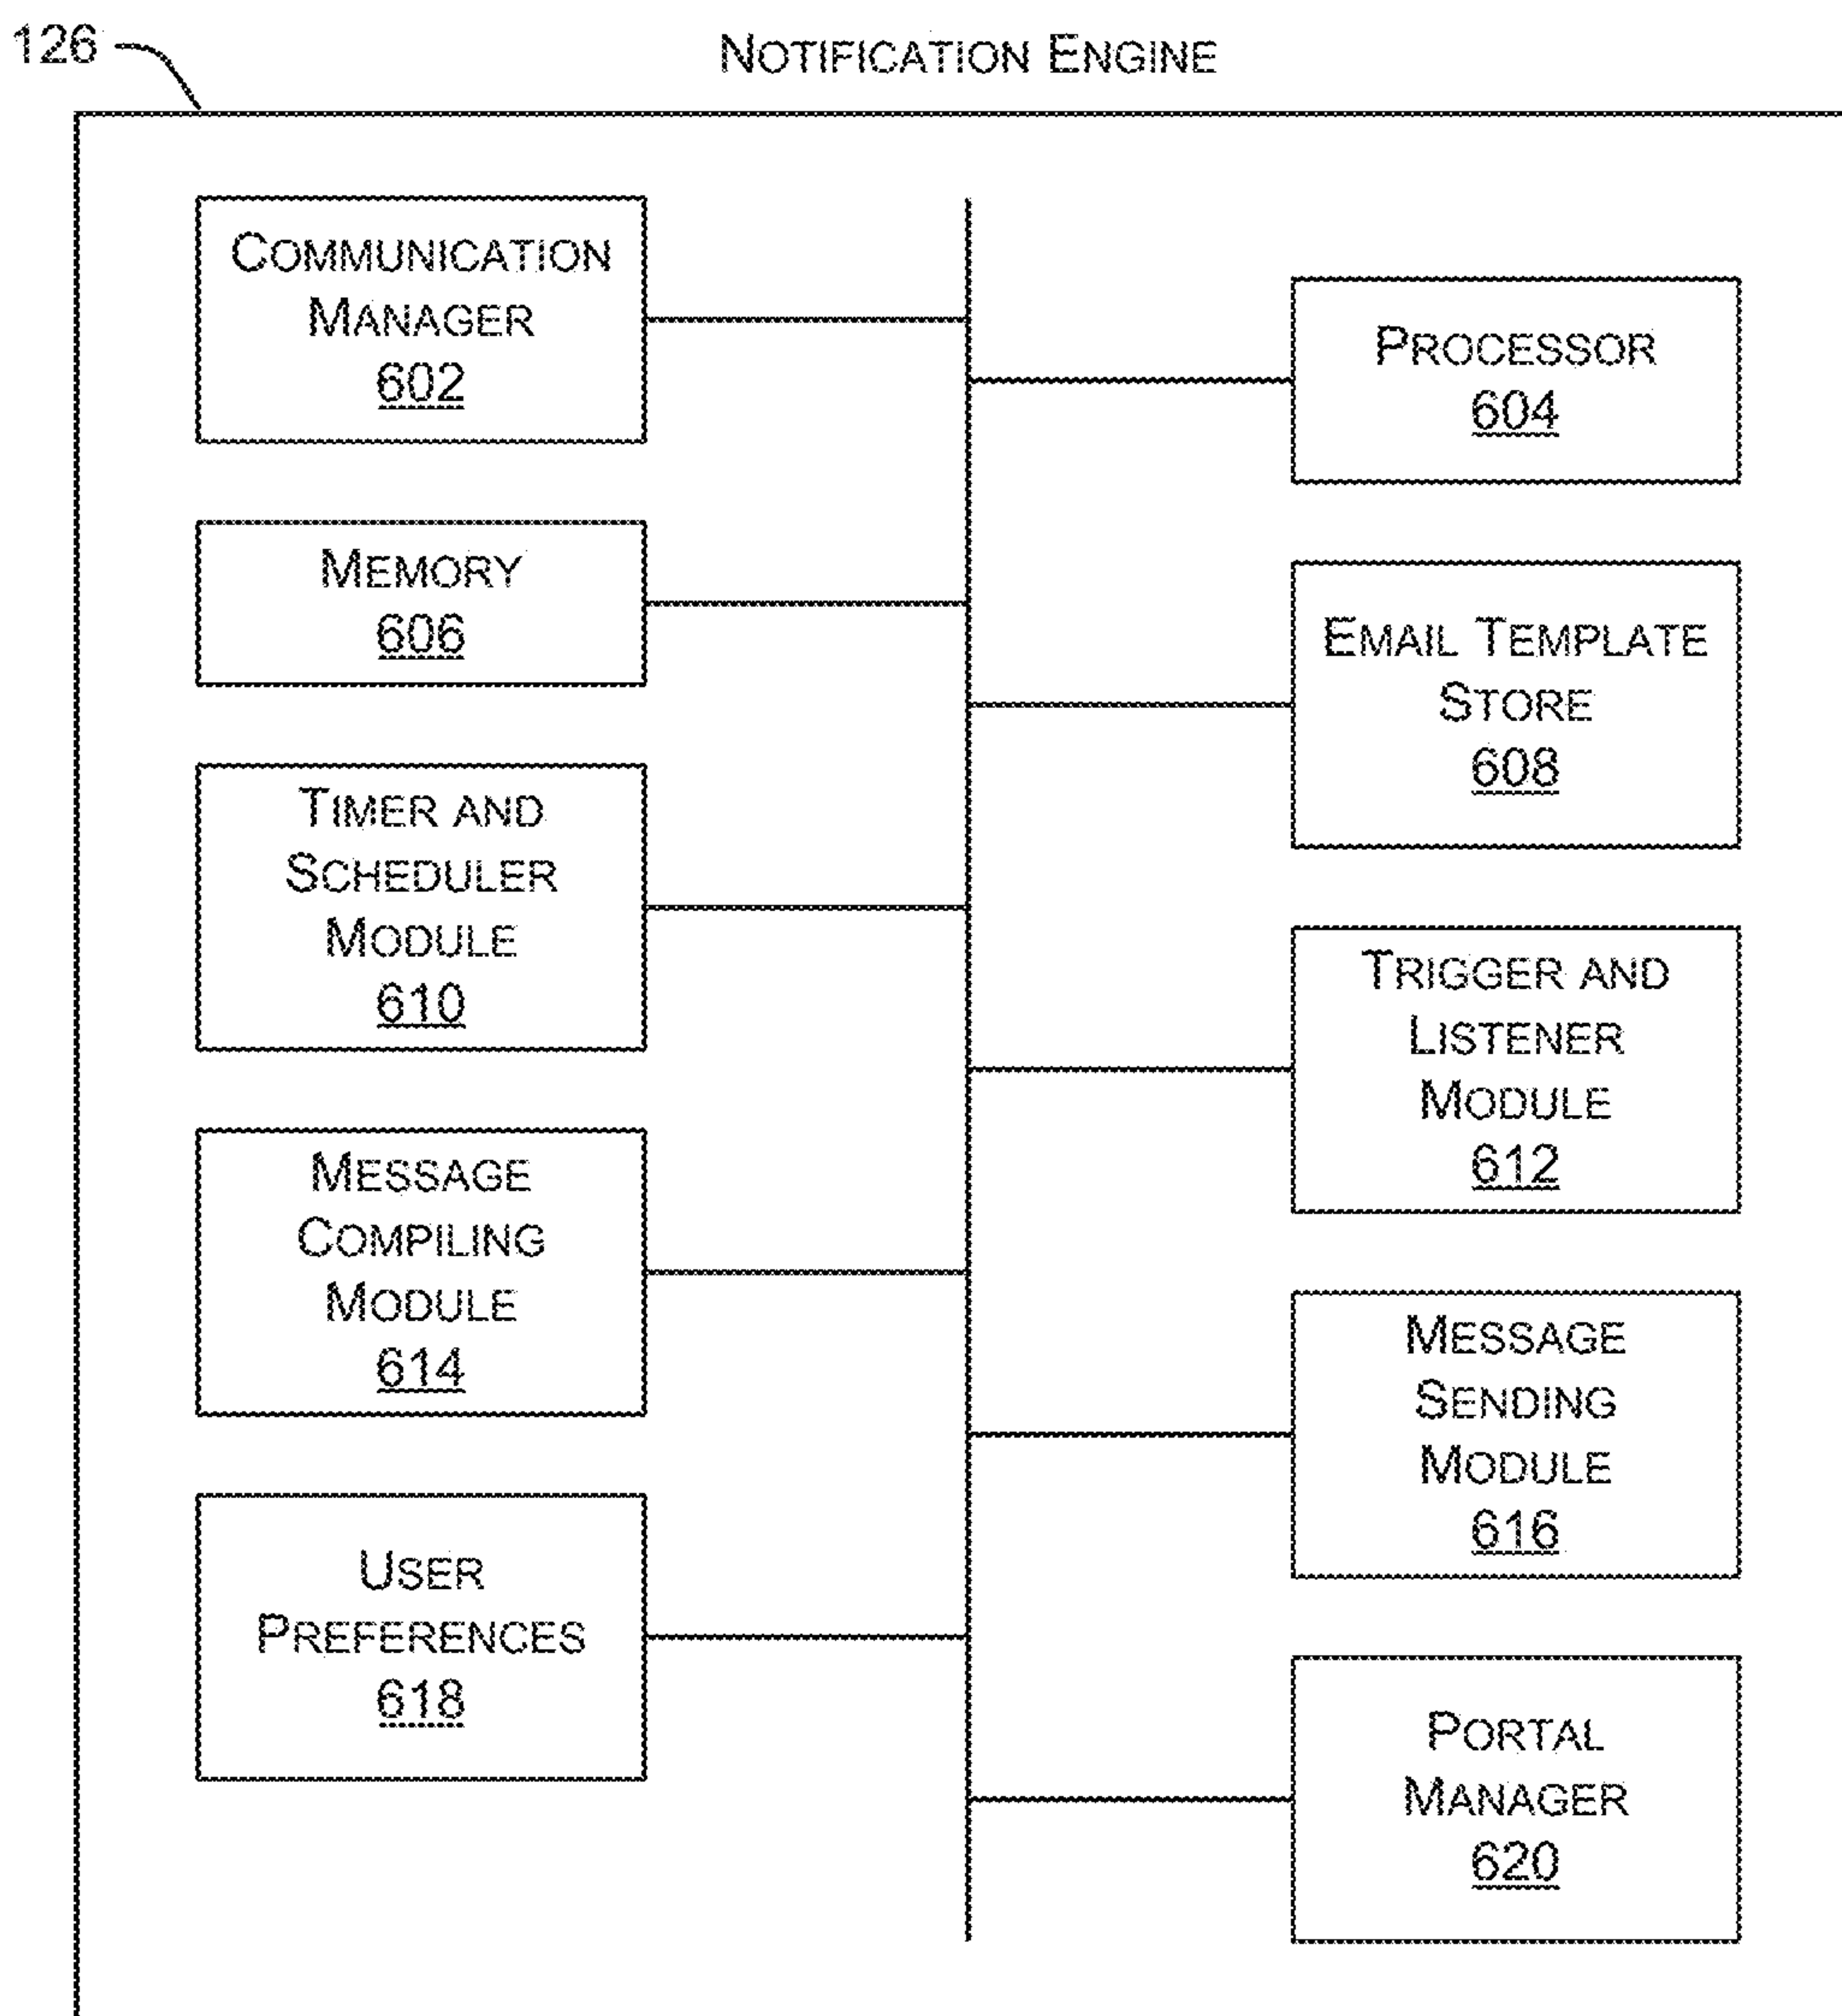 126
NOTIFICATION ENGINE
COMMUNICATION
MANAGER
602
PROCESSOR
604
MEMORY
606
EMAIL TEMPLATE
STORE
608
TIMER AND
SCHEDULER
MODULE
610
TRIGGER AND
LISTENER
MODULE
612
MESSAGE
COMPILING
MODULE
614
MESSAGE
SENDING
MODULE
616
USER
PREFERENCES
618
PORTAL
MANAGER
620